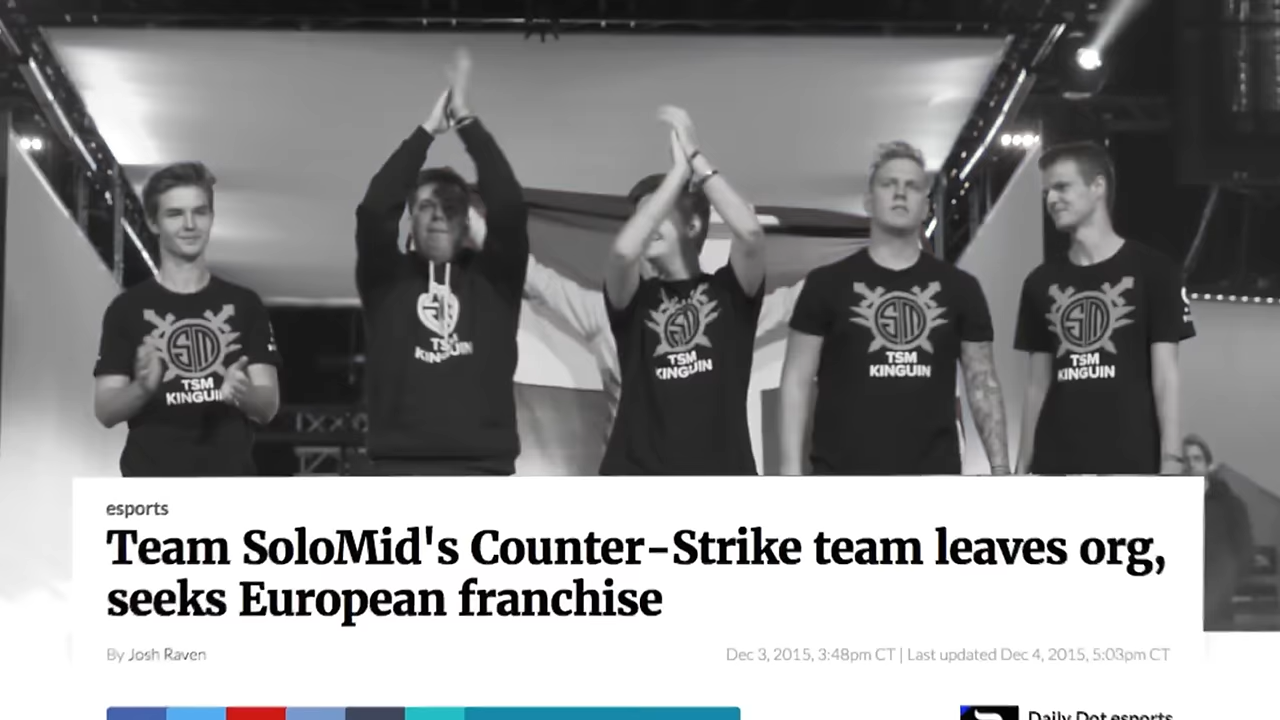 TSM
KINGUIN
TSM
KINGUIN
TSM
KINGUIN
TSM
KINGUIN
TSM
KINGUIN
esports
Team SoloMid's Counter-Strike team leaves org,
seeks European franchise
By Josh Raven
Dec 3, 2015, 3:48pm CT | Last updated Dec 4, 2015, 5:03pm CT
Daily Dot esports